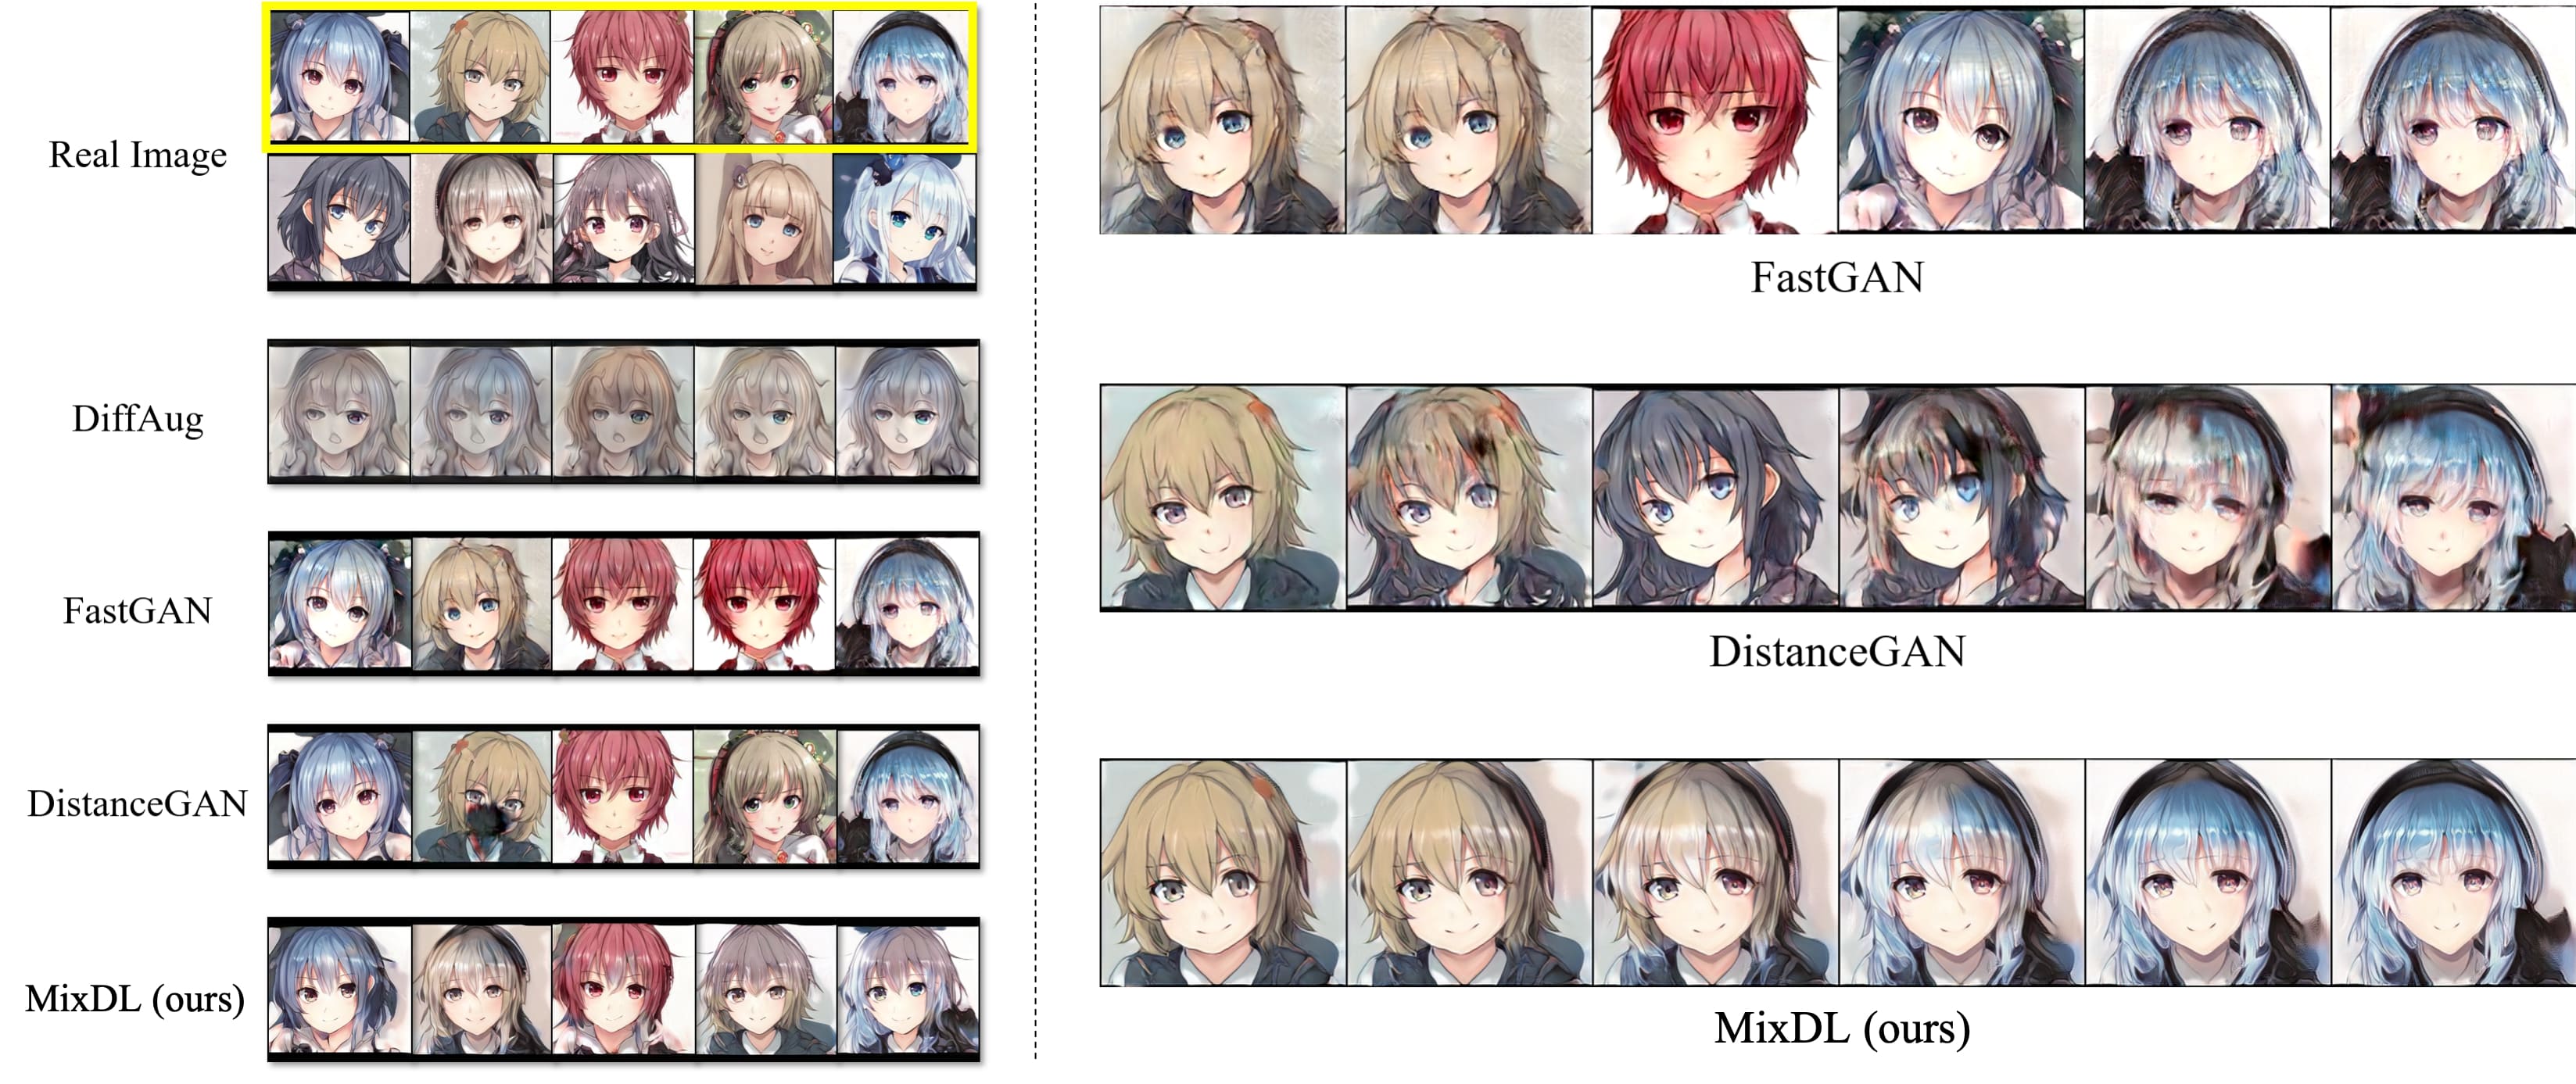 Real Image
DiffAug
FastGAN
DistanceGAN
MixDL (ours)
FastGAN
DistanceGAN
MixDL (ours)